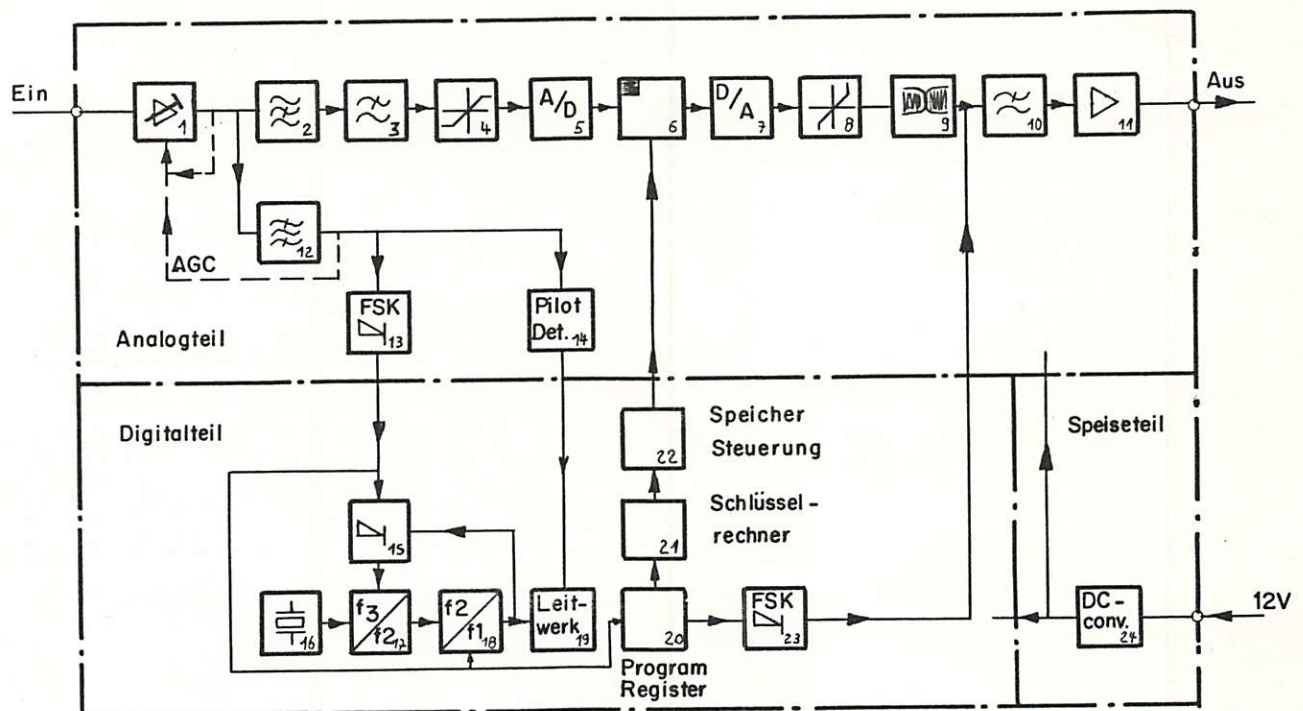 Ein
Aus
1
2
3
4
A/D
5
6
D/A
7
8
9
10
11
12
AGC
FSK
13
Pilot
Det.
14
Analogteil
Digitalteil
Speiseteil
22
Speicher
Steuerung
15
21
Schlüssel-
rechner
16
f3/f2
17
f2/f1
18
Leit-
werk
19
20
FSK
23
DC-
conv.
24
12V
Program
Register